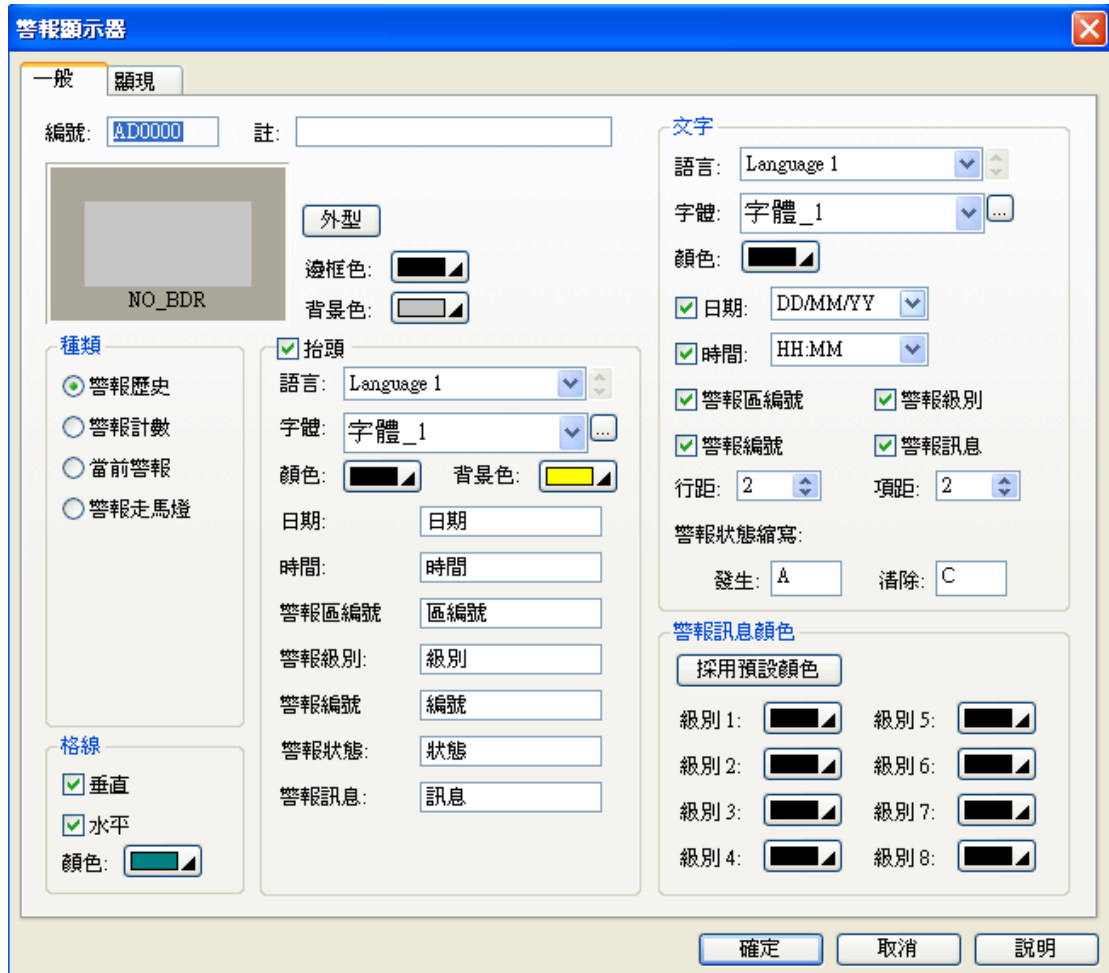 警報顯示器
一般 顯現
編號: AD0000 註:
NO_BDR
外型
邊框色:
背景色:
種類
警報歷史
警報計數
當前警報
警報走馬燈
格線
垂直
水平
顏色:
抬頭
語言: Language 1
字體: 字體_1 ...
顏色: 背景色:
日期: 日期
時間: 時間
警報區編號 區編號
警報級別: 級別
警報編號 編號
警報狀態: 狀態
警報訊息: 訊息
文字
語言: Language 1
字體: 字體_1 ...
顏色:
日期: DD/MM/YY
時間: HH:MM
警報區編號 警報級別
警報編號 警報訊息
行距: 2 項距: 2
警報狀態縮寫:
發生: A 清除: C
警報訊息顏色
採用預設顏色
級別 1: 級別 5:
級別 2: 級別 6:
級別 3: 級別 7:
級別 4: 級別 8:
確定 取消 說明